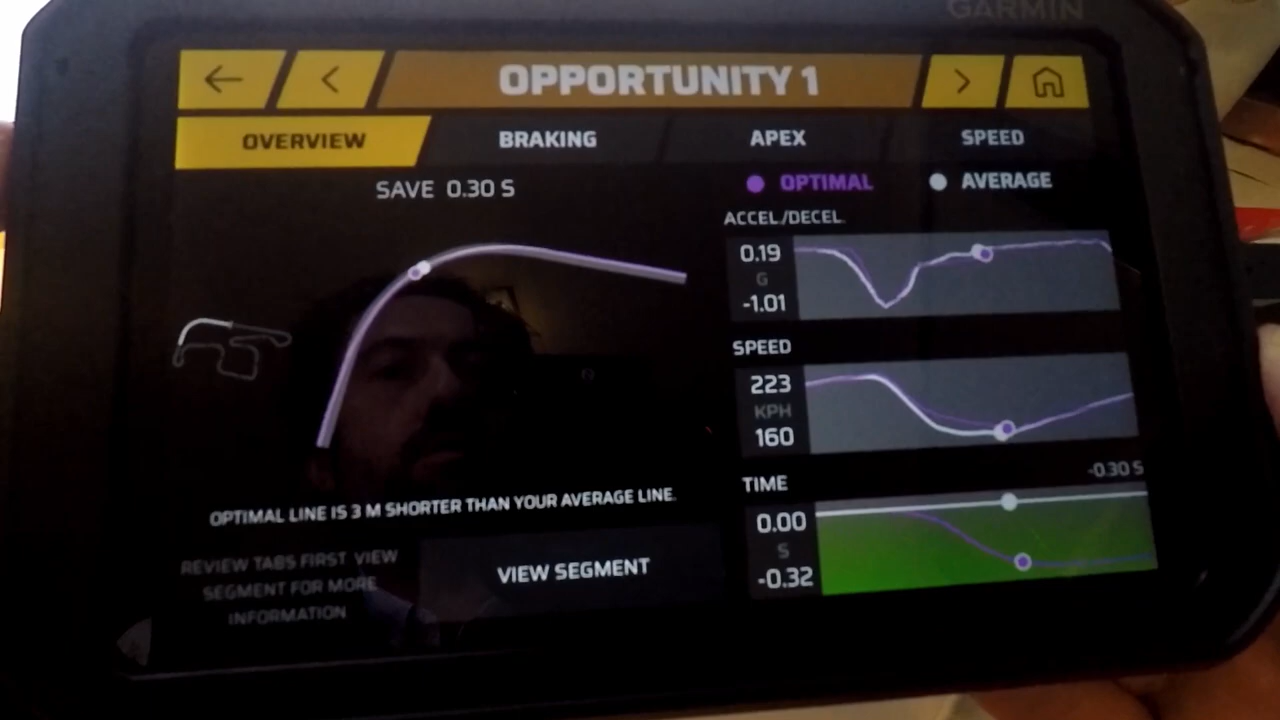 GARMIN
OPPORTUNITY 1
OVERVIEW
BRAKING
APEX
SPEED
SAVE 0.30 S
OPTIMAL
AVERAGE
ACCEL./DECEL.
0.19
G
-1.01
SPEED
223
KPH
160
TIME
-0.30 S
0.00
S
-0.32
OPTIMAL LINE IS 3 M SHORTER THAN YOUR AVERAGE LINE.
REVIEW TABS FIRST VIEW
SEGMENT FOR MORE
INFORMATION
VIEW SEGMENT